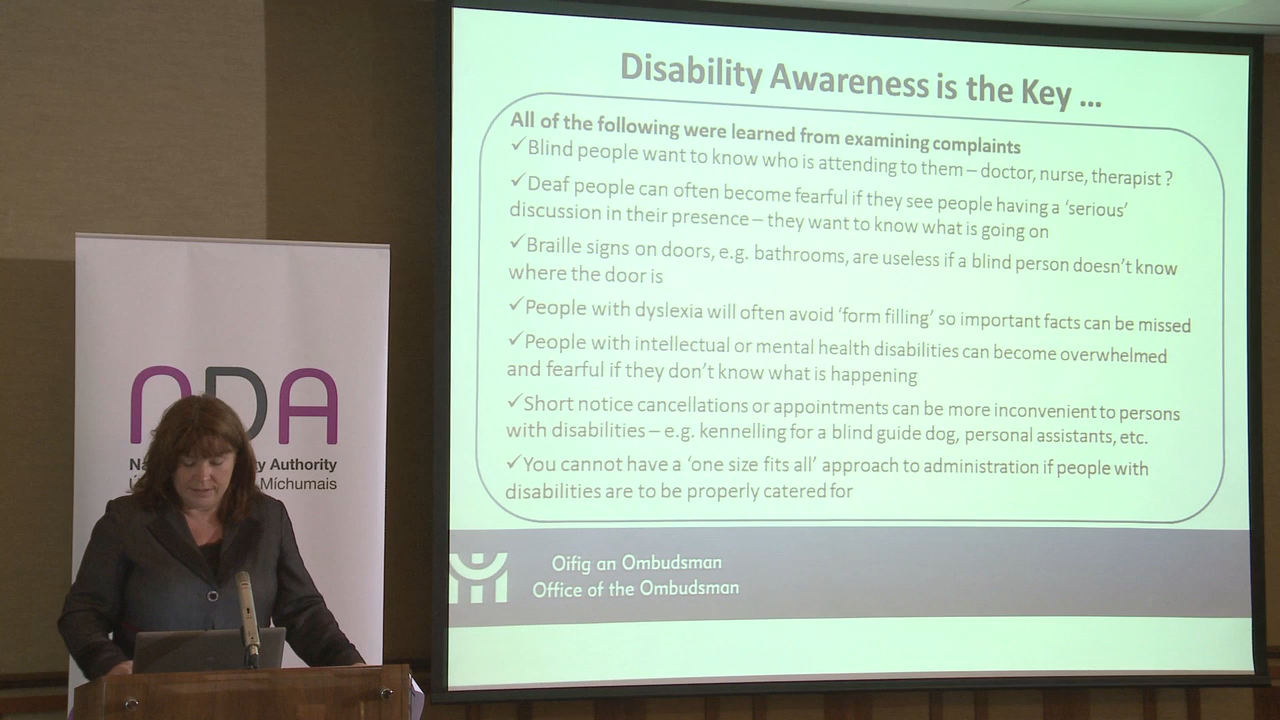 Disability Awareness is the Key ...
All of the following were learned from examining complaints
✓Blind people want to know who is attending to them – doctor, nurse, therapist ?
✓Deaf people can often become fearful if they see people having a ‘serious’
discussion in their presence – they want to know what is going on
✓Braille signs on doors, e.g. bathrooms, are useless if a blind person doesn’t know
where the door is
✓People with dyslexia will often avoid ‘form filling’ so important facts can be missed
✓People with intellectual or mental health disabilities can become overwhelmed
and fearful if they don’t know what is happening
✓Short notice cancellations or appointments can be more inconvenient to persons
with disabilities – e.g. kennelling for a blind guide dog, personal assistants, etc.
✓You cannot have a ‘one size fits all’ approach to administration if people with
disabilities are to be properly catered for
Oifig an Ombudsman
Office of the Ombudsman
NDA
Authority
Míchumais